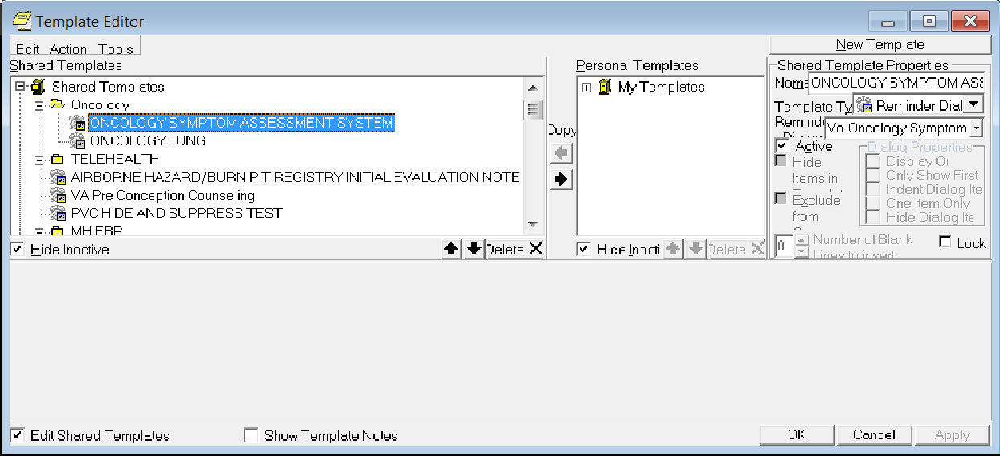 Template Editor
Edit Action Tools
New Template
Shared Templates
Shared Templates
Oncology
ONCOLOGY SYMPTOM ASSESSMENT SYSTEM
ONCOLOGY LUNG
TELEHEALTH
AIRBORNE HAZARD/BURN PIT REGISTRY INITIAL EVALUATION NOTE
VA Pre Conception Counseling
PVC HIDE AND SUPPRESS TEST
MH EBP
Hide Inactive
Delete
Copy
Personal Templates
My Templates
Hide Inacti
Delete
Shared Template Properties
Name ONCOLOGY SYMPTOM ASS
Template Ty Reminder Dial
Remind Va-Oncology Symptom
Dialog
Active
Hide
Items in
Exclude
from
Dialog Properties
Display Or
Only Show First
Indent Dialog Ite
One Item Only
Hide Dialog Ite
0 Number of Blank
Lines to insert
Lock
Edit Shared Templates
Show Template Notes
OK Cancel Apply